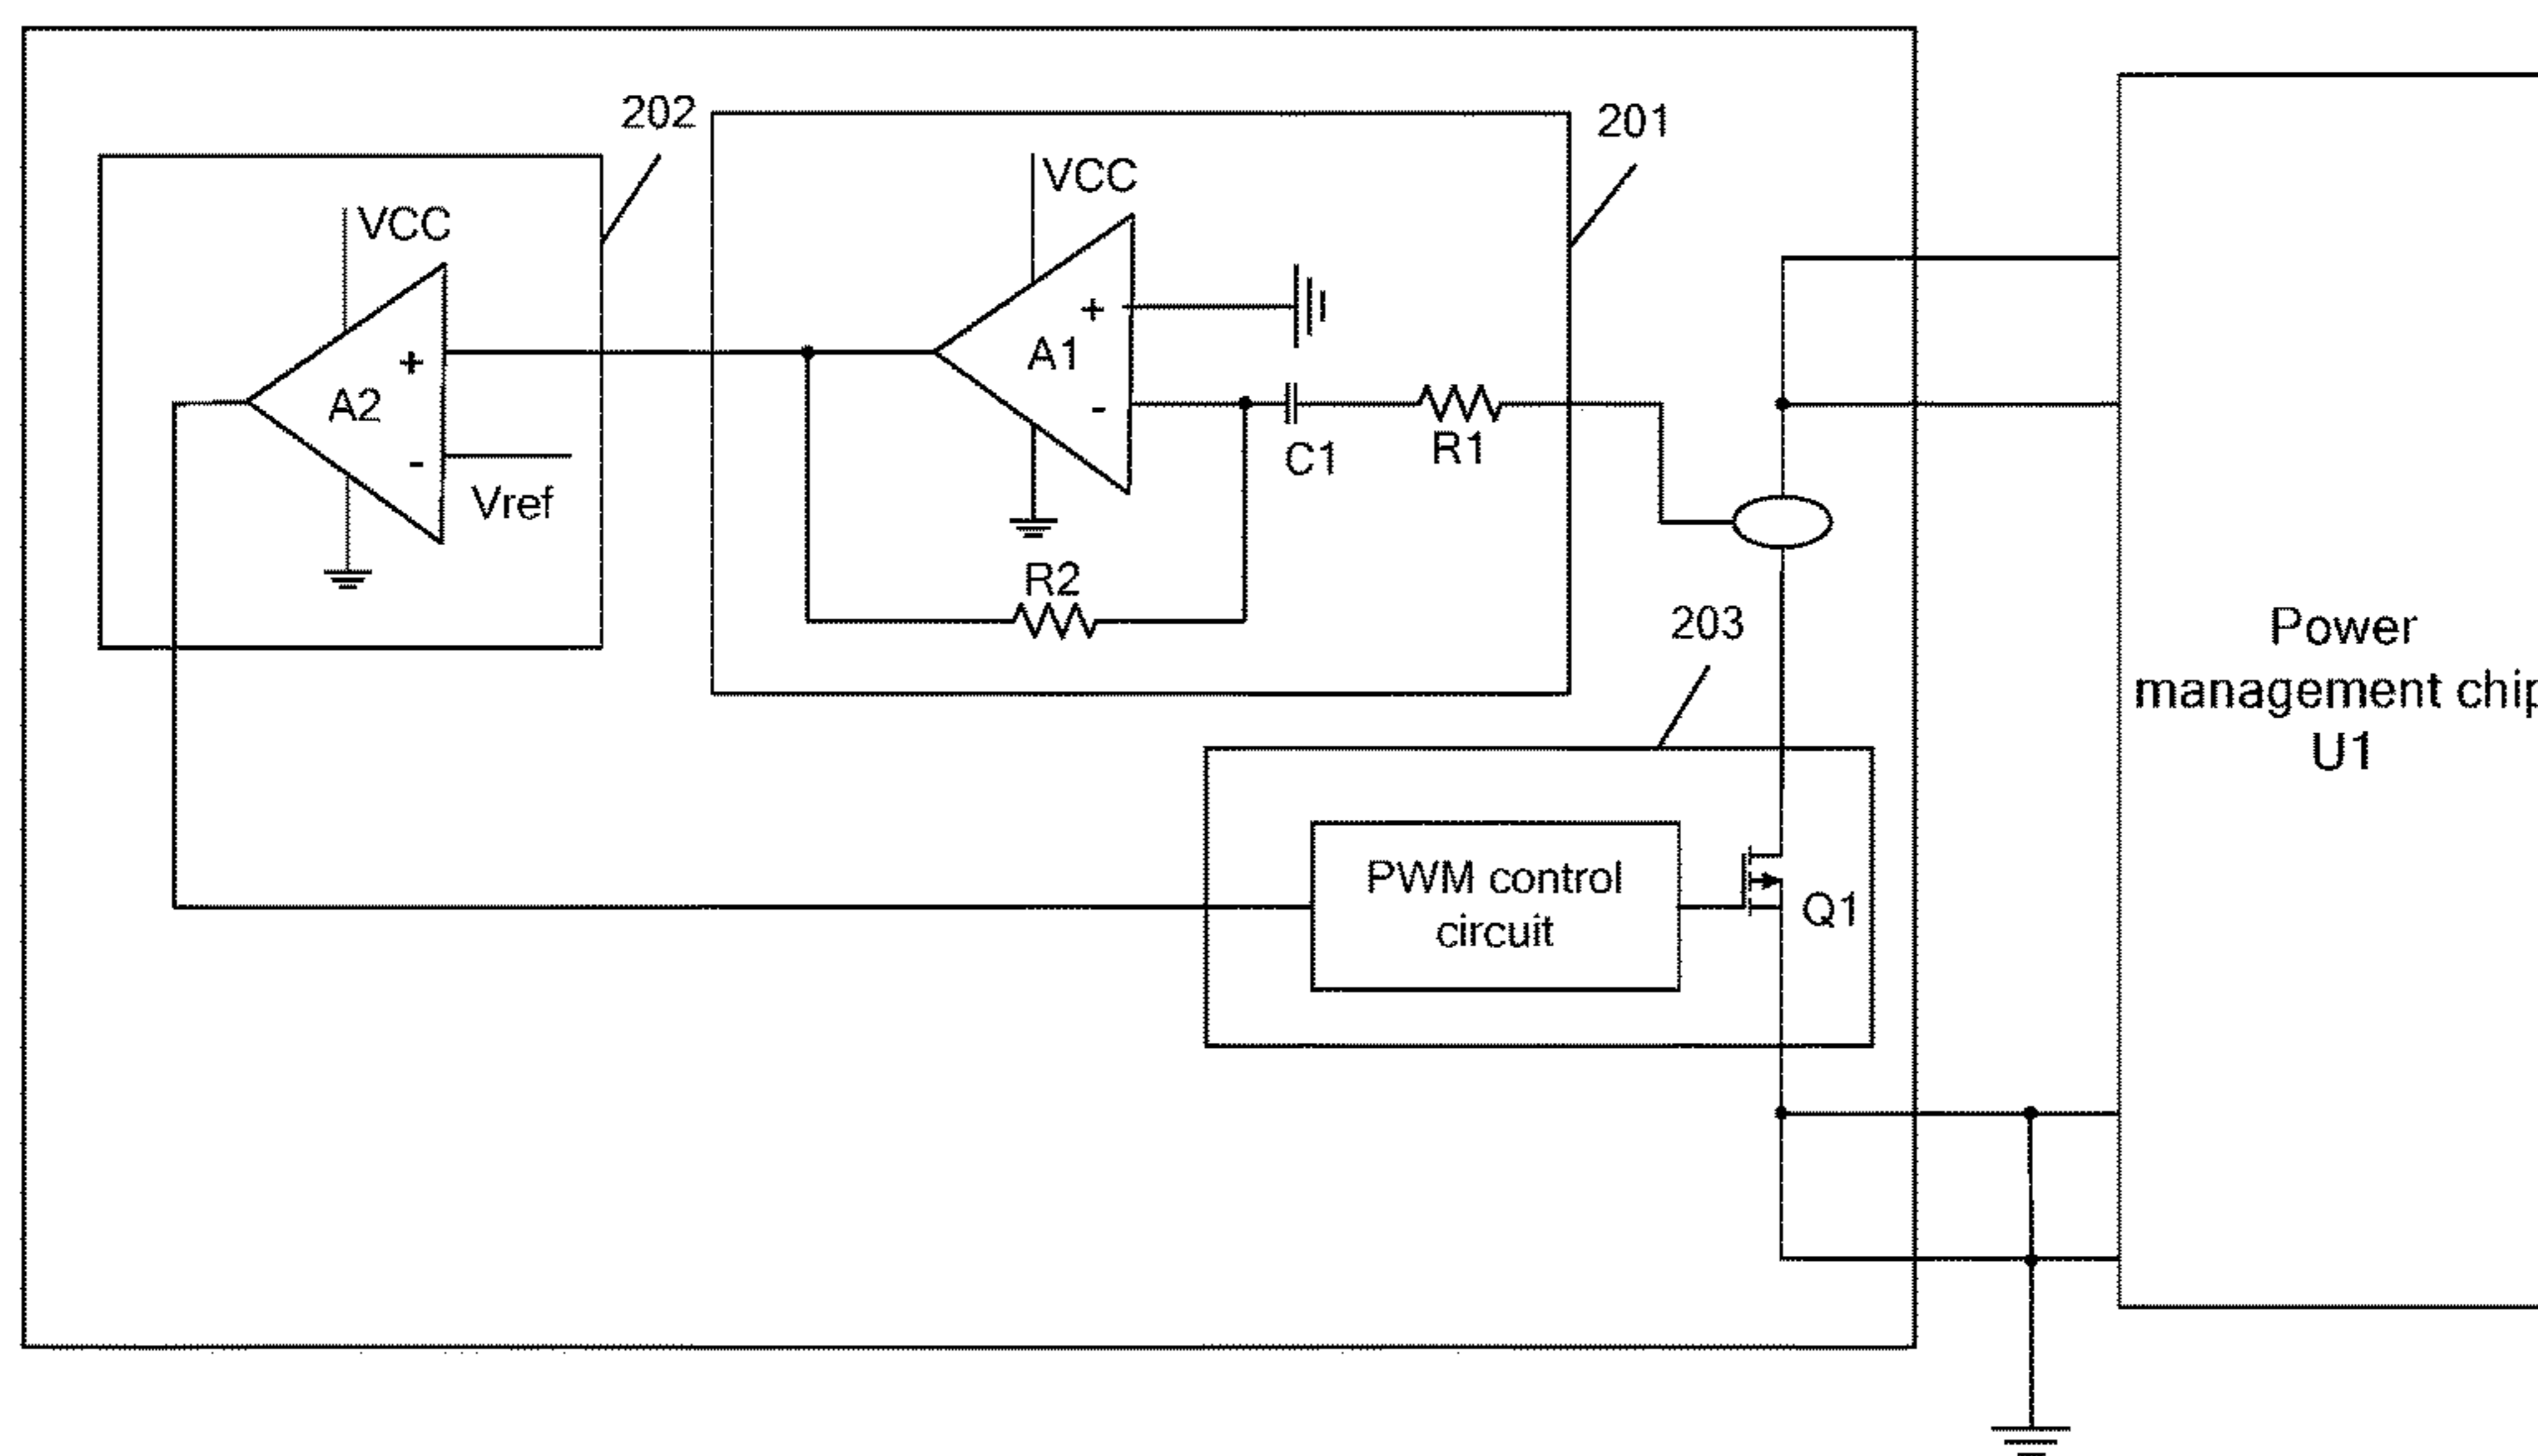 202
201
VCC
VCC
+
A1
-
+
A2
-
Vref
C1
R1
R2
203
Power
management chip
U1
PWM control
circuit
Q1